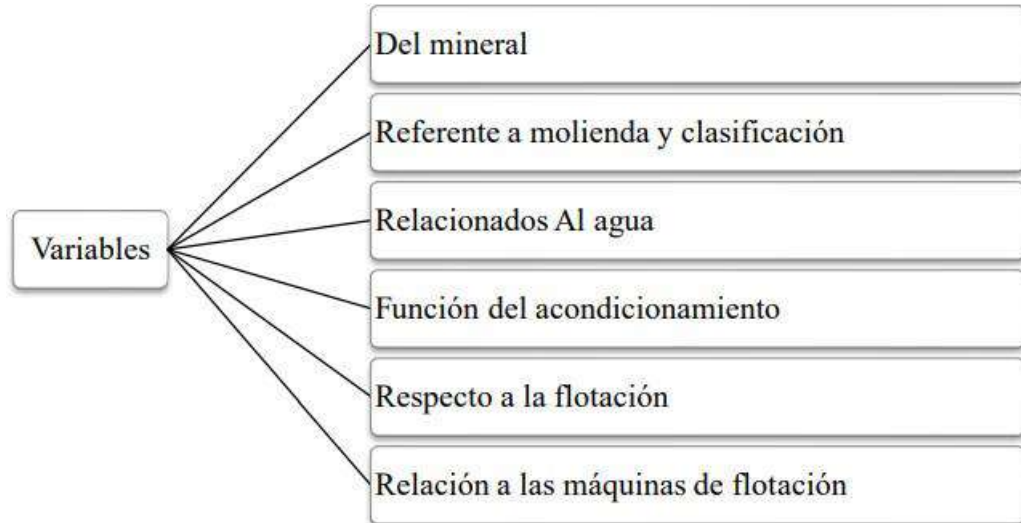 Variables
Del mineral
Referente a molienda y clasificación
Relacionados Al agua
Función del acondicionamiento
Respecto a la flotación
Relación a las máquinas de flotación